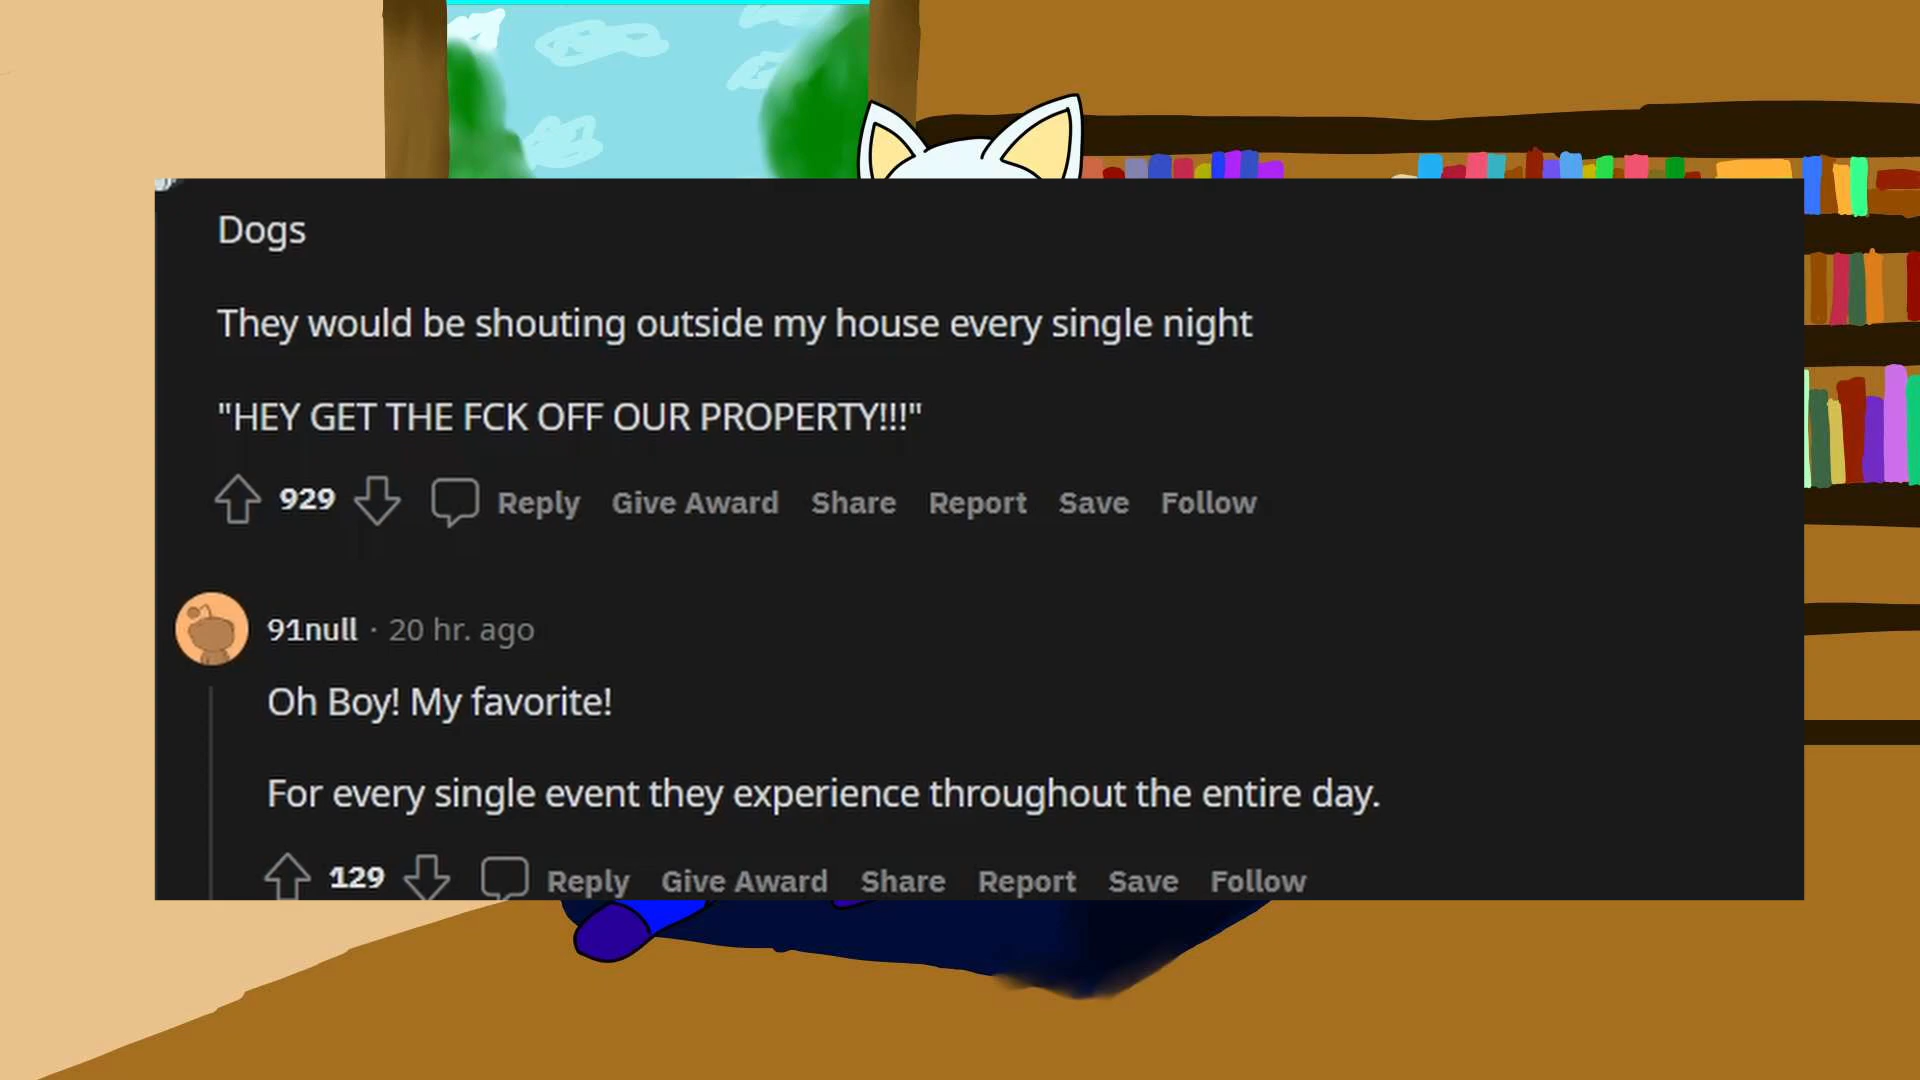 Dogs
They would be shouting outside my house every single night
"HEY GET THE FCK OFF OUR PROPERTY!!!"
929 Reply Give Award Share Report Save Follow
91null · 20 hr. ago
Oh Boy! My favorite!
For every single event they experience throughout the entire day.
129 Reply Give Award Share Report Save Follow